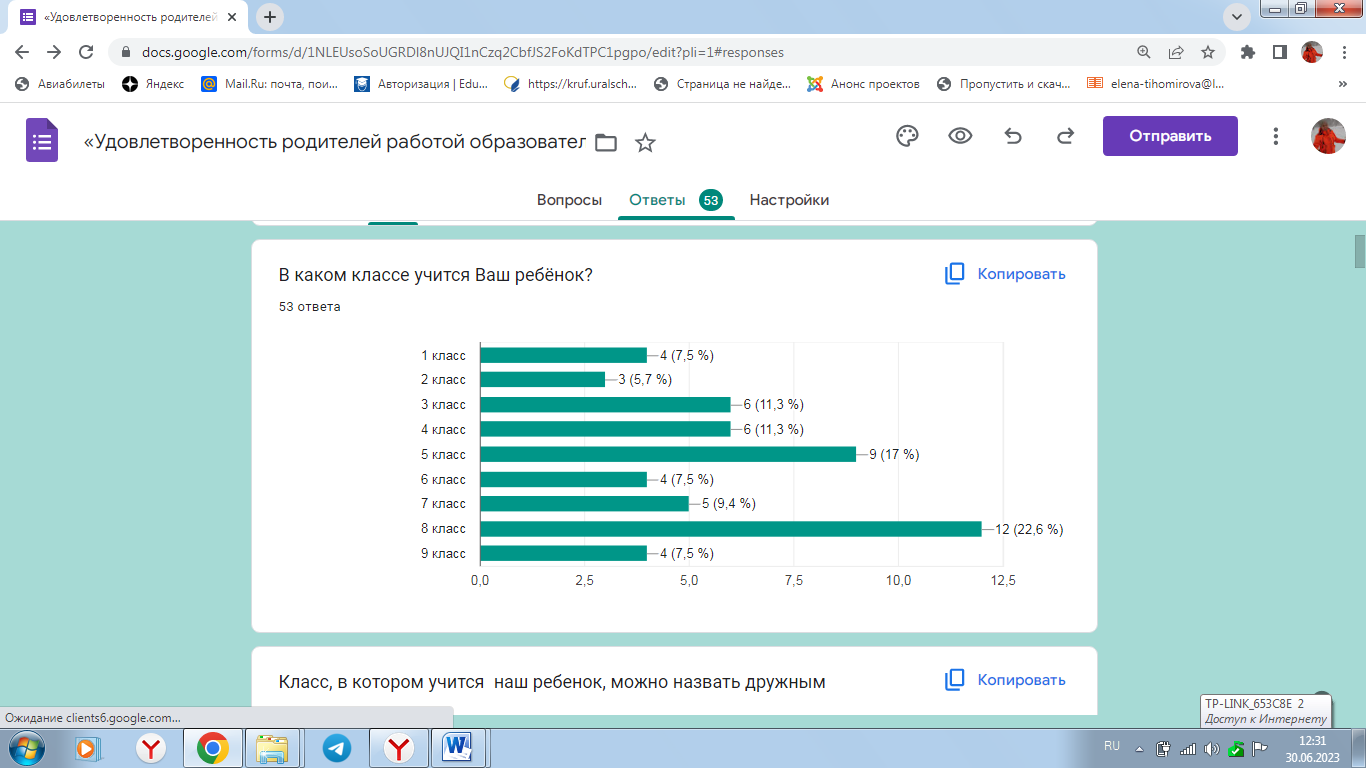 «Удовлетворенность родителей
docs.google.com/forms/d/1NLEUsoSoUGRDI8nUJQI1nCzq2CbfJS2FoKdTPC1pgpo/edit?pli=1#responses
Авиабилеты Яндекс Mail.Ru: почта, пои... Авторизация | Edu... https://kruf.uralsch... Страница не найде... Анонс проектов Пропустить и скач... elena-tihomirova@l... »
«Удовлетворенность родителей работой образовател Отправить
Вопросы Ответы 53 Настройки
В каком классе учится Ваш ребёнок? Копировать
53 ответа
1 класс 4 (7,5 %)
2 класс 3 (5,7 %)
3 класс 6 (11,3 %)
4 класс 6 (11,3 %)
5 класс 9 (17 %)
6 класс 4 (7,5 %)
7 класс 5 (9,4 %)
8 класс 12 (22,6 %)
9 класс 4 (7,5 %)
0,0 2,5 5,0 7,5 10,0 12,5
Класс, в котором учится наш ребенок, можно назвать дружным Копировать
TP-LINK_653C8E 2
Доступ к Интернету
Ожидание clients6.google.com...
RU 12:31
30.06.2023